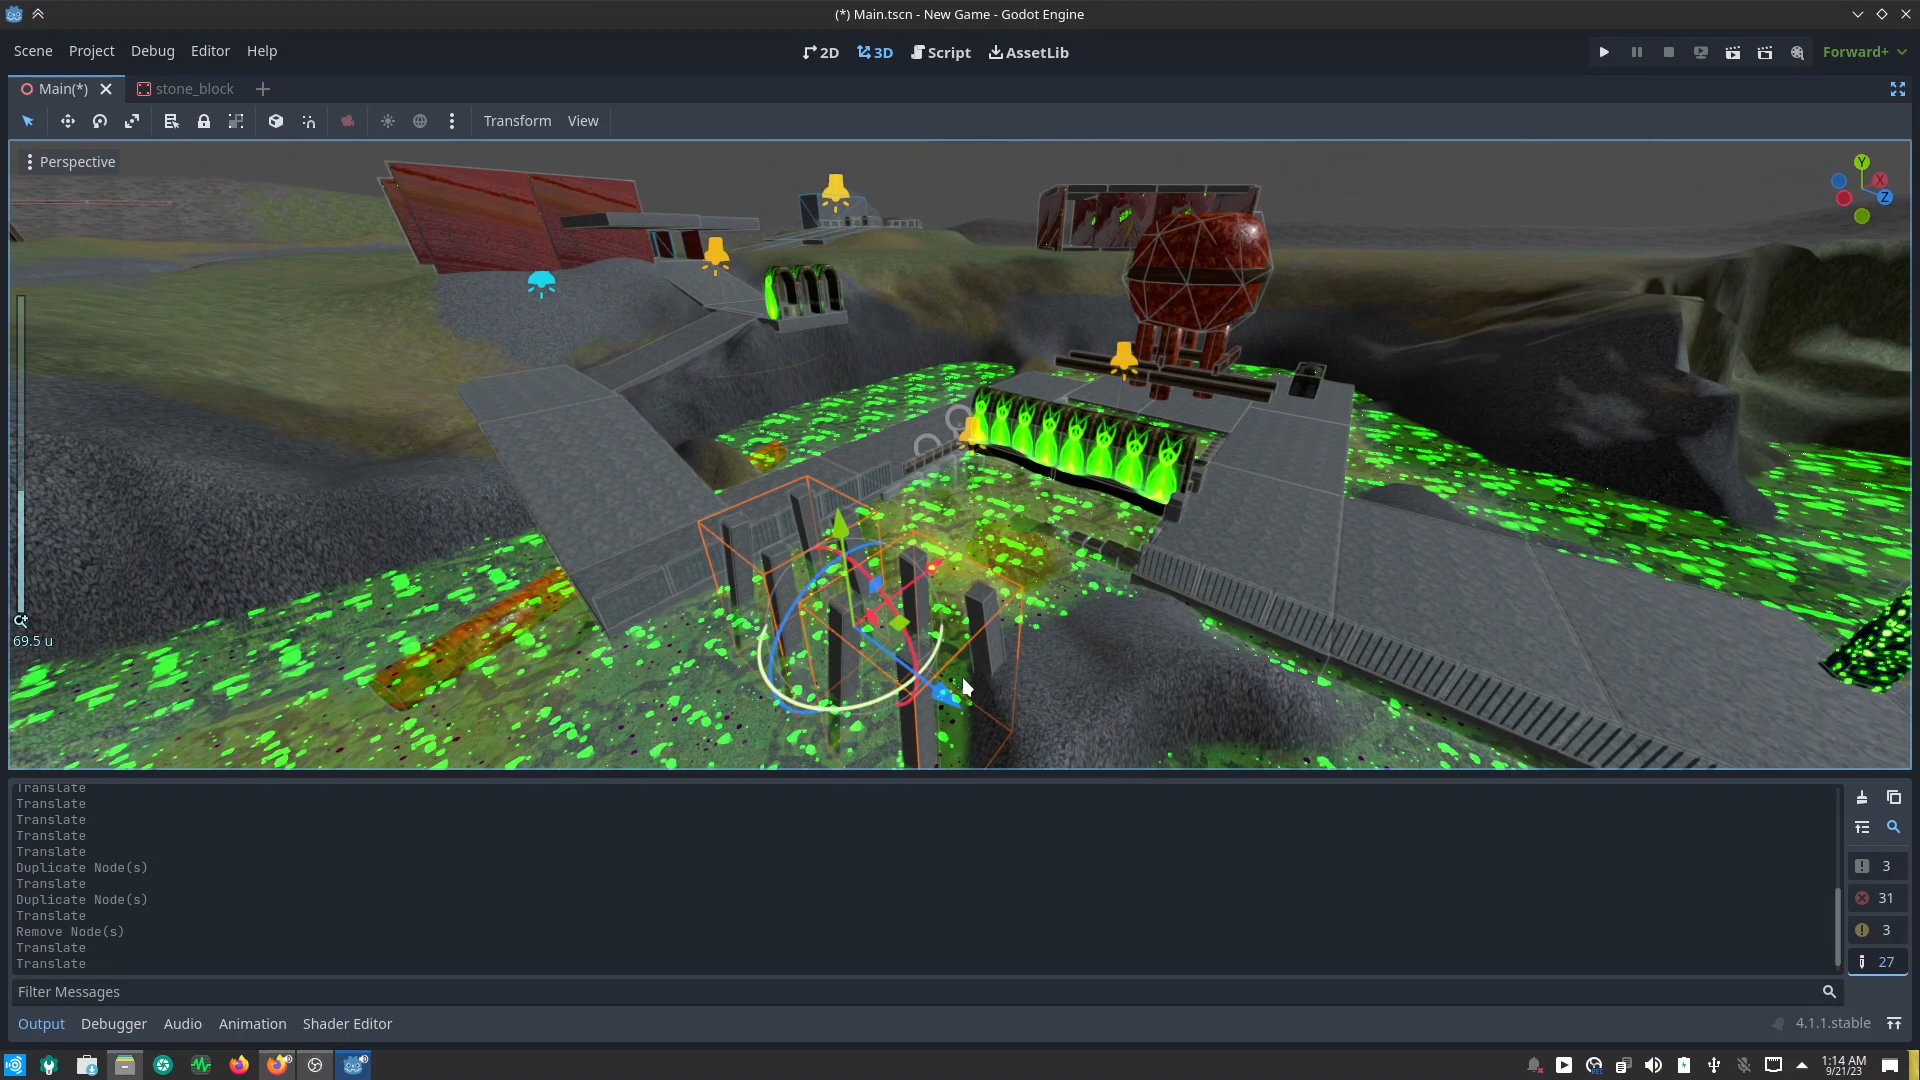 (*) Main.tscn - New Game - Godot Engine
Scene Project Debug Editor Help
2D 3D Script AssetLib
Forward+
Main(*) stone_block
Transform View
Perspective
Y
X
Z
69.5 u
Translate
Translate
Translate
Translate
Translate
Duplicate Node(s)
Translate
Duplicate Node(s)
Translate
Remove Node(s)
Translate
Translate
3
31
3
27
Filter Messages
Output Debugger Audio Animation Shader Editor
4.1.1.stable
1:14 AM
9/21/23